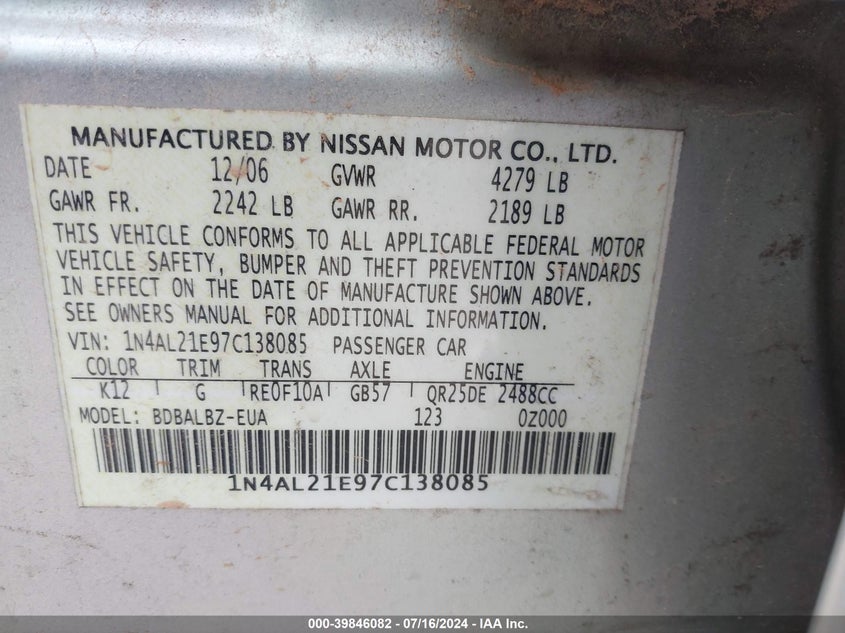 MANUFACTURED BY NISSAN MOTOR CO., LTD.
DATE 12/06 GVWR 4279 LB
GAWR FR. 2242 LB GAWR RR. 2189 LB
THIS VEHICLE CONFORMS TO ALL APPLICABLE FEDERAL MOTOR
VEHICLE SAFETY, BUMPER AND THEFT PREVENTION STANDARDS
IN EFFECT ON THE DATE OF MANUFACTURE SHOWN ABOVE.
SEE OWNERS MANUAL FOR ADDITIONAL INFORMATION.
VIN: 1N4AL21E97C138085 PASSENGER CAR
COLOR TRIM TRANS AXLE ENGINE
K12 G RE0F10A GB57 QR25DE 2488CC
MODEL: BDBALBZ-EUA 123 0Z000
1N4AL21E97C138085
000-39846082 - 07/16/2024 - IAA Inc.